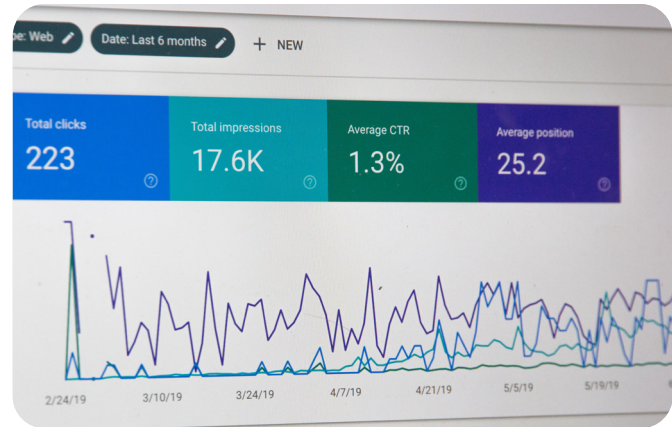 pe: Web
Date: Last 6 months
+ NEW
Total clicks
223
Total impressions
17.6K
Average CTR
1.3%
Average position
25.2
2/24/19
3/10/19
3/24/19
4/7/19
4/21/19
5/5/19
5/19/19